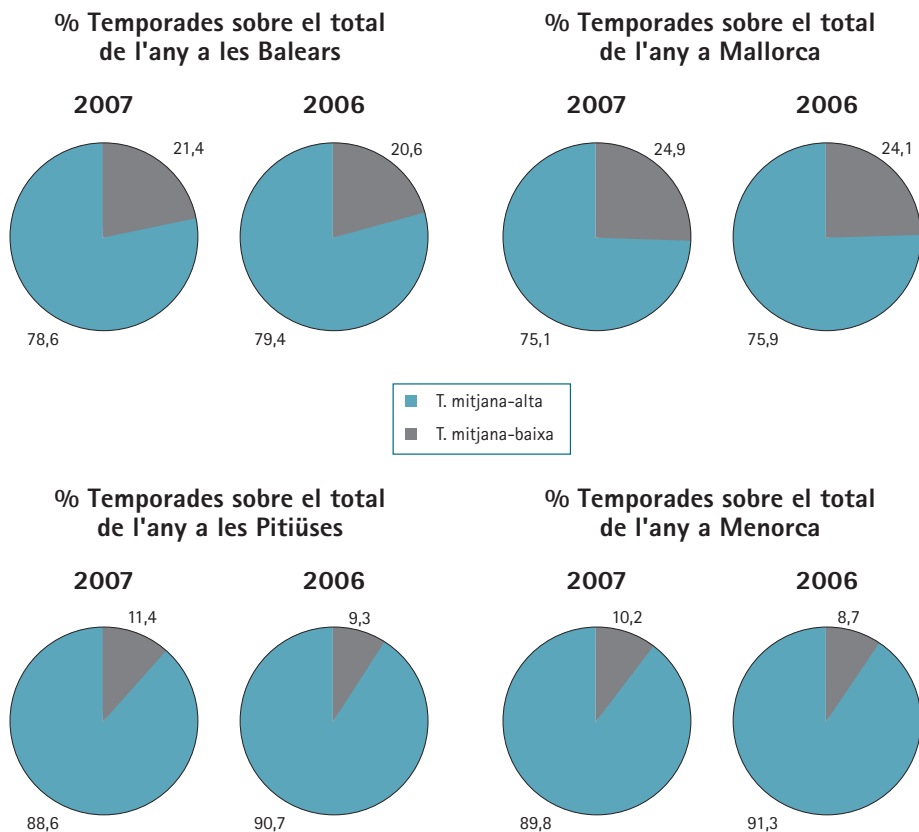 % Temporades sobre el total
de l'any a les Balears
2007
2006
21,4
20,6
78,6
79,4
% Temporades sobre el total
de l'any a Mallorca
2007
2006
24,9
24,1
75,1
75,9
T. mitjana-alta
T. mitjana-baixa
% Temporades sobre el total
de l'any a les Pitiüses
2007
2006
11,4
9,3
88,6
90,7
% Temporades sobre el total
de l'any a Menorca
2007
2006
10,2
8,7
89,8
91,3